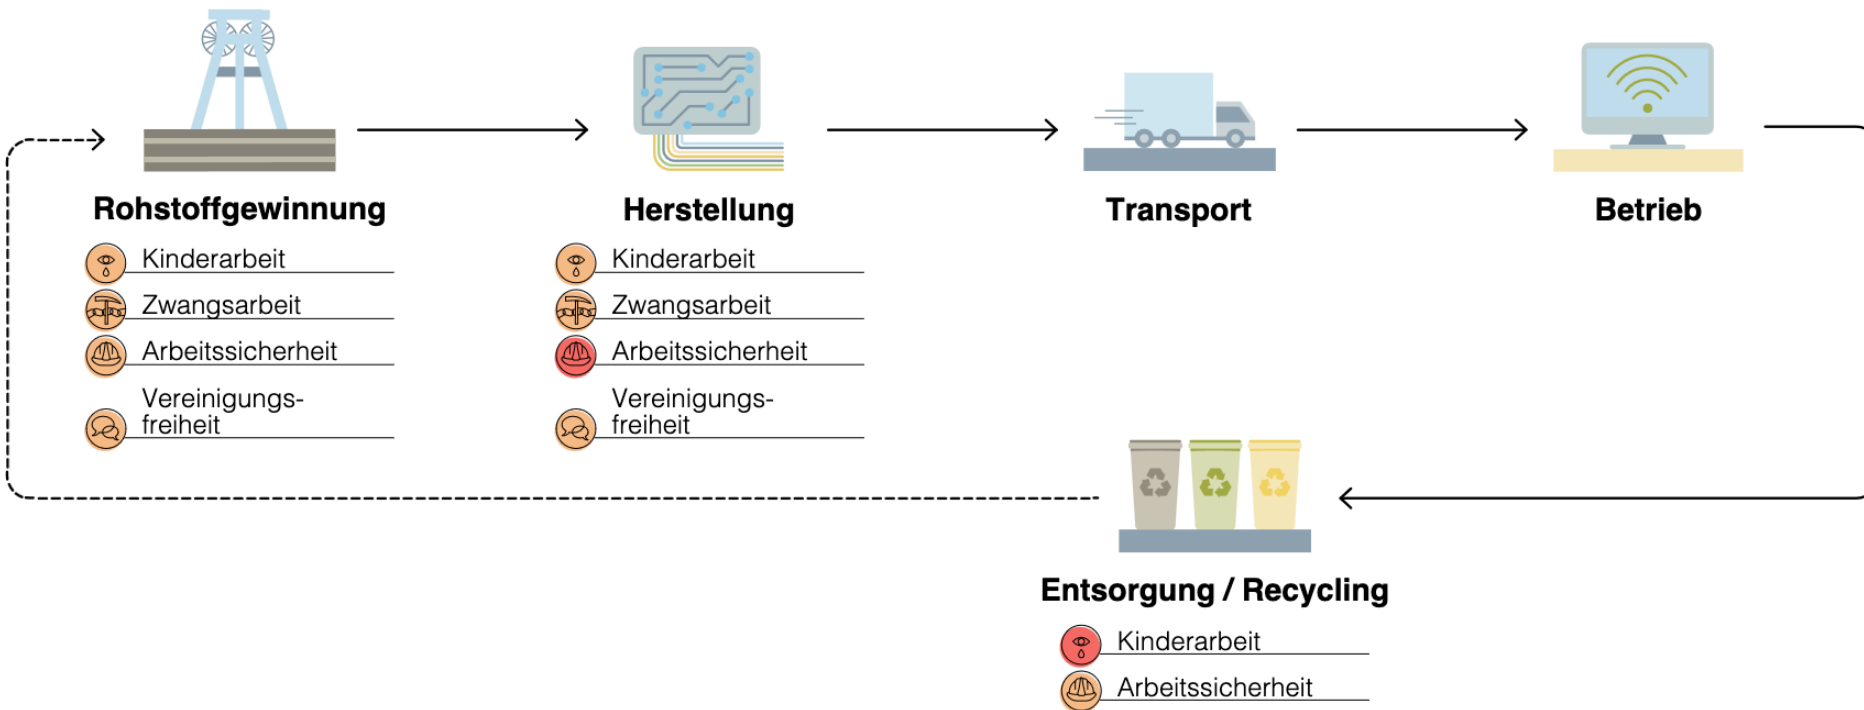 Rohstoffgewinnung
Kinderarbeit
Zwangsarbeit
Arbeitssicherheit
Vereinigungs-
freiheit
Herstellung
Kinderarbeit
Zwangsarbeit
Arbeitssicherheit
Vereinigungs-
freiheit
Transport
Betrieb
Entsorgung / Recycling
Kinderarbeit
Arbeitssicherheit